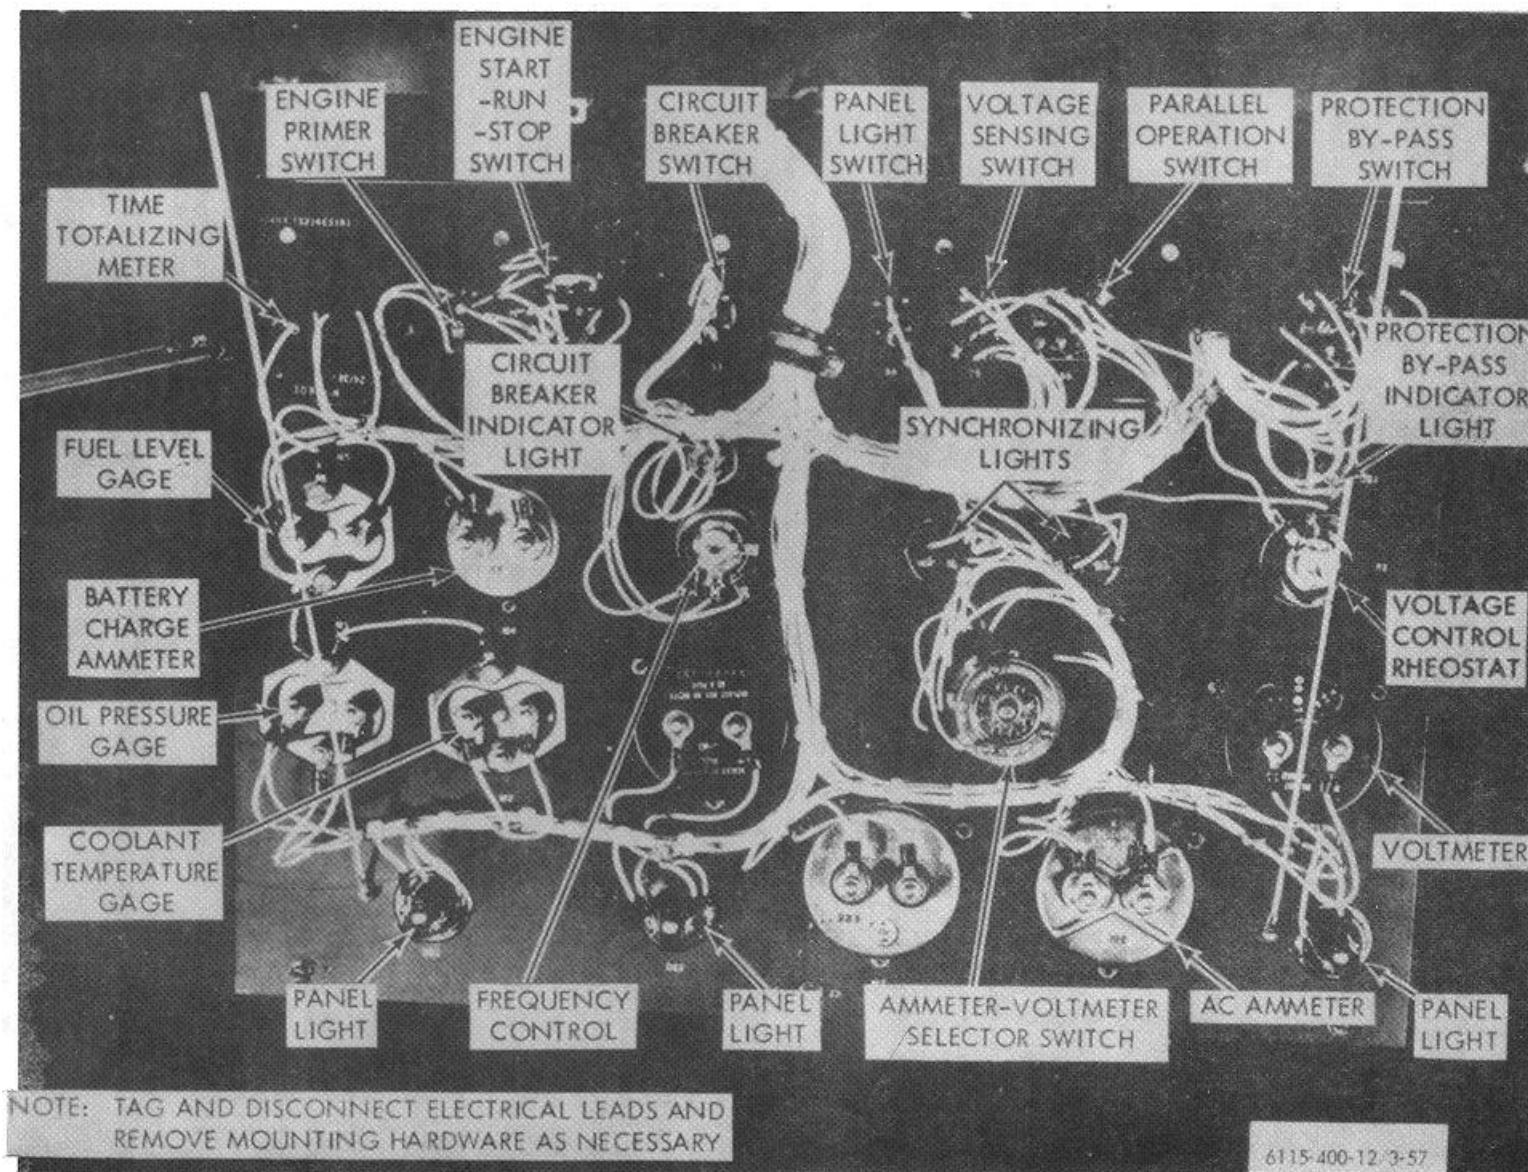 ENGINE
START
-RUN
-STOP
SWITCH
ENGINE
PRIMER
SWITCH
CIRCUIT
BREAKER
SWITCH
PANEL
LIGHT
SWITCH
VOLTAGE
SENSING
SWITCH
PARALLEL
OPERATION
SWITCH
PROTECTION
BY-PASS
SWITCH
TIME
TOTALIZING
METER
CIRCUIT
BREAKER
INDICATOR
LIGHT
PROTECTION
BY-PASS
INDICATOR
LIGHT
SYNCHRONIZING
LIGHTS
FUEL LEVEL
GAGE
BATTERY
CHARGE
AMMETER
VOLTAGE
CONTROL
RHEOSTAT
OIL PRESSURE
GAGE
COOLANT
TEMPERATURE
GAGE
VOLTMETER
PANEL
LIGHT
FREQUENCY
CONTROL
PANEL
LIGHT
AMMETER-VOLTMETER
SELECTOR SWITCH
AC AMMETER
PANEL
LIGHT
NOTE: TAG AND DISCONNECT ELECTRICAL LEADS AND
REMOVE MOUNTING HARDWARE AS NECESSARY
6115-400-12/3-57